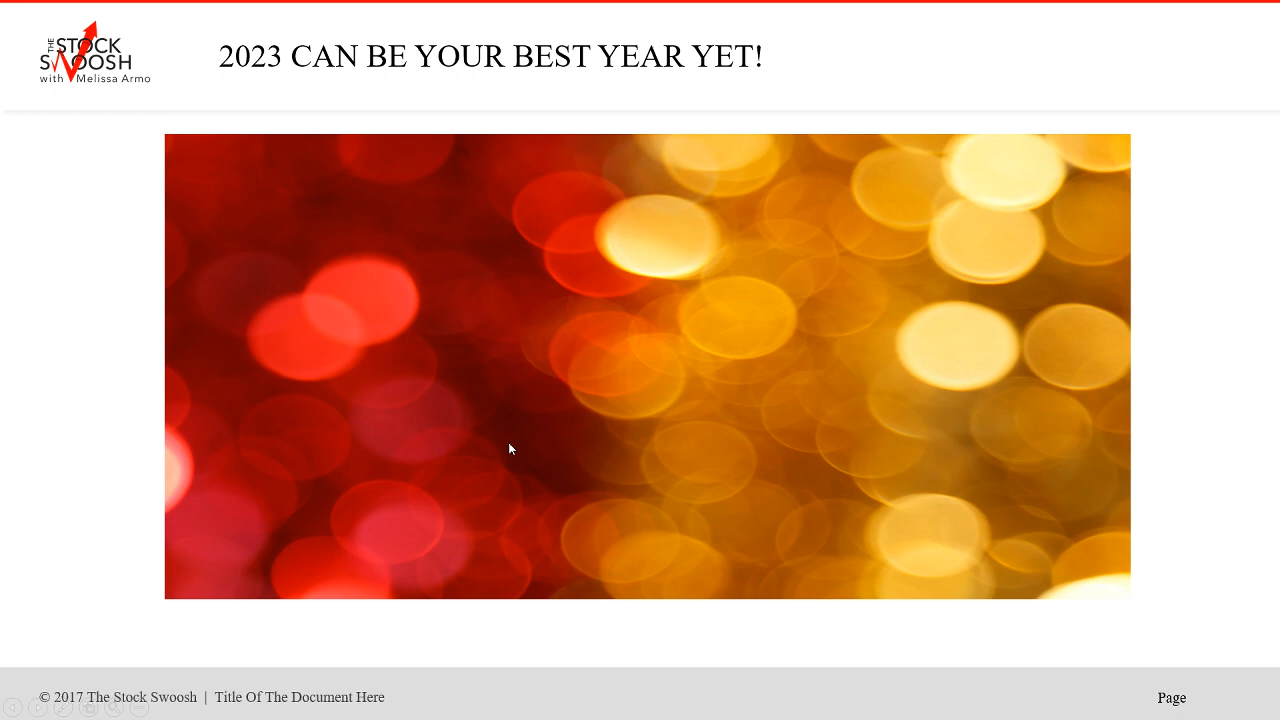 THE STOCK
SWOOSH
with Melissa Armo
2023 CAN BE YOUR BEST YEAR YET!
© 2017 The Stock Swoosh | Title Of The Document Here
Page